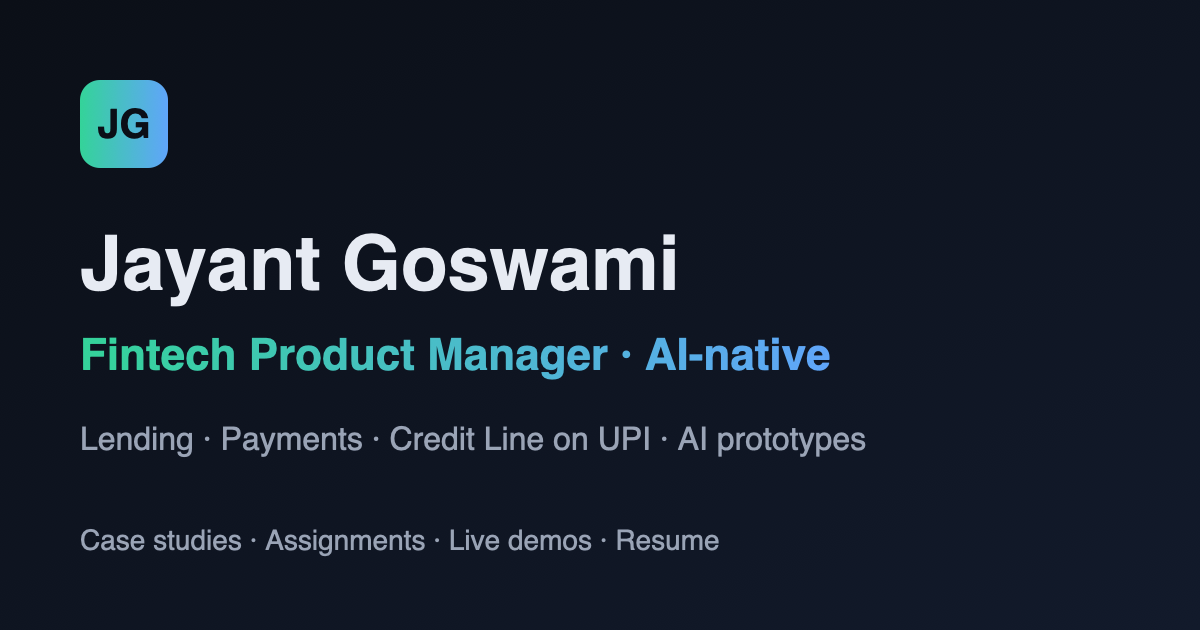 JG
Jayant Goswami
Fintech Product Manager · AI-native
Lending · Payments · Credit Line on UPI · AI prototypes
Case studies · Assignments · Live demos · Resume